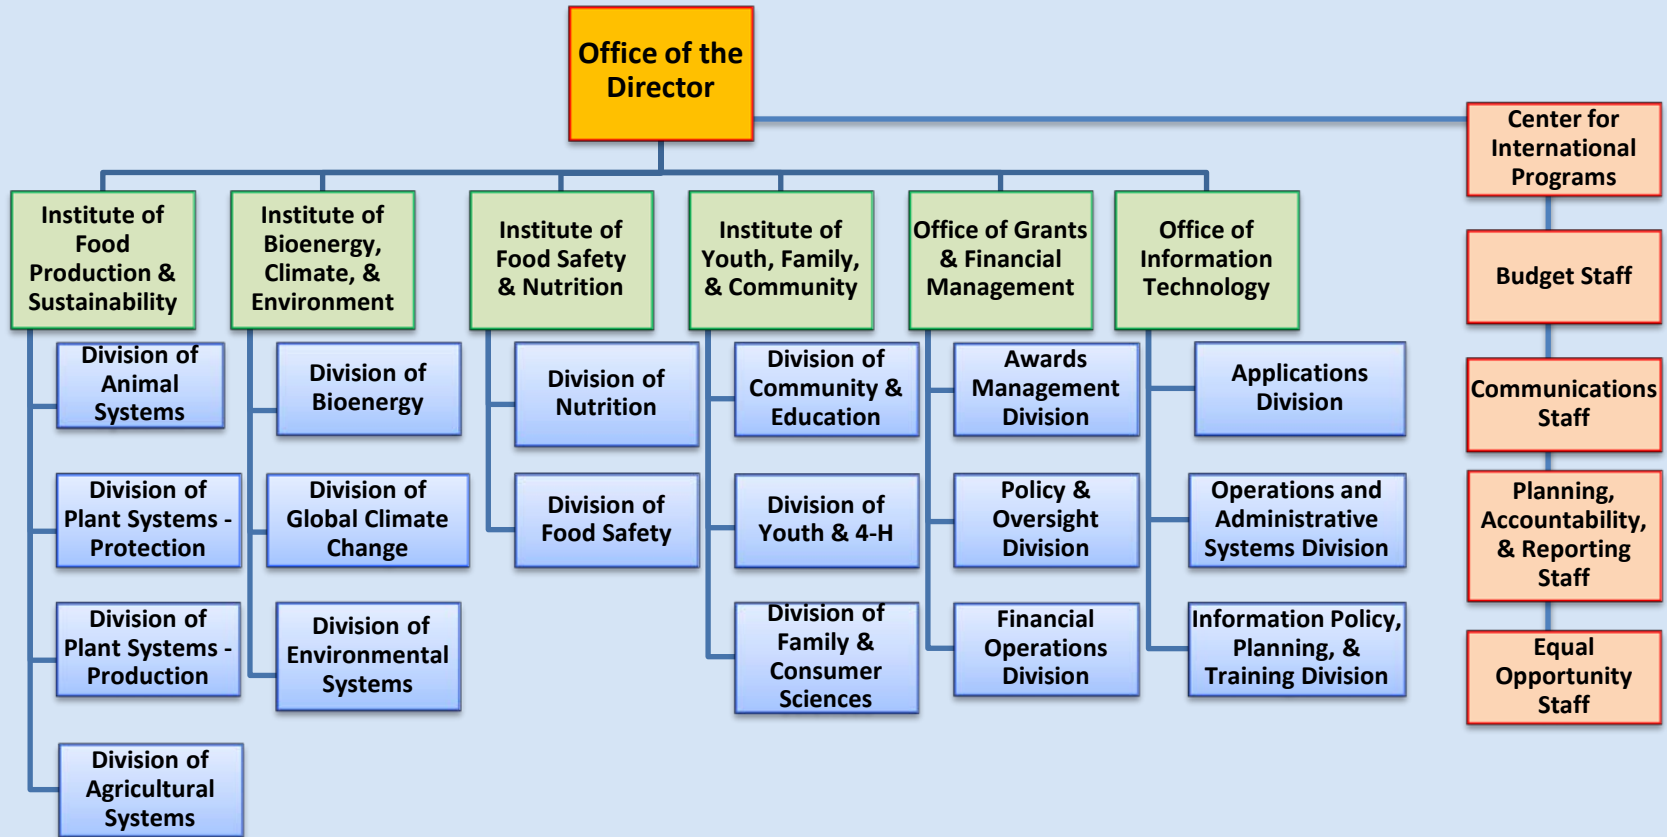 Office of the
Director
Center for
International
Programs
Budget Staff
Communications
Staff
Planning,
Accountability,
& Reporting
Staff
Equal
Opportunity
Staff
Institute of
Food
Production &
Sustainability
Division of
Animal
Systems
Division of
Plant Systems -
Protection
Division of
Plant Systems -
Production
Division of
Agricultural
Systems
Institute of
Bioenergy,
Climate, &
Environment
Division of
Bioenergy
Division of
Global Climate
Change
Division of
Environmental
Systems
Institute of
Food Safety
& Nutrition
Division of
Nutrition
Division of
Food Safety
Institute of
Youth, Family,
& Community
Division of
Community &
Education
Division of
Youth & 4-H
Division of
Family &
Consumer
Sciences
Office of Grants
& Financial
Management
Awards
Management
Division
Policy &
Oversight
Division
Financial
Operations
Division
Office of
Information
Technology
Applications
Division
Operations and
Administrative
Systems Division
Information Policy,
Planning, &
Training Division